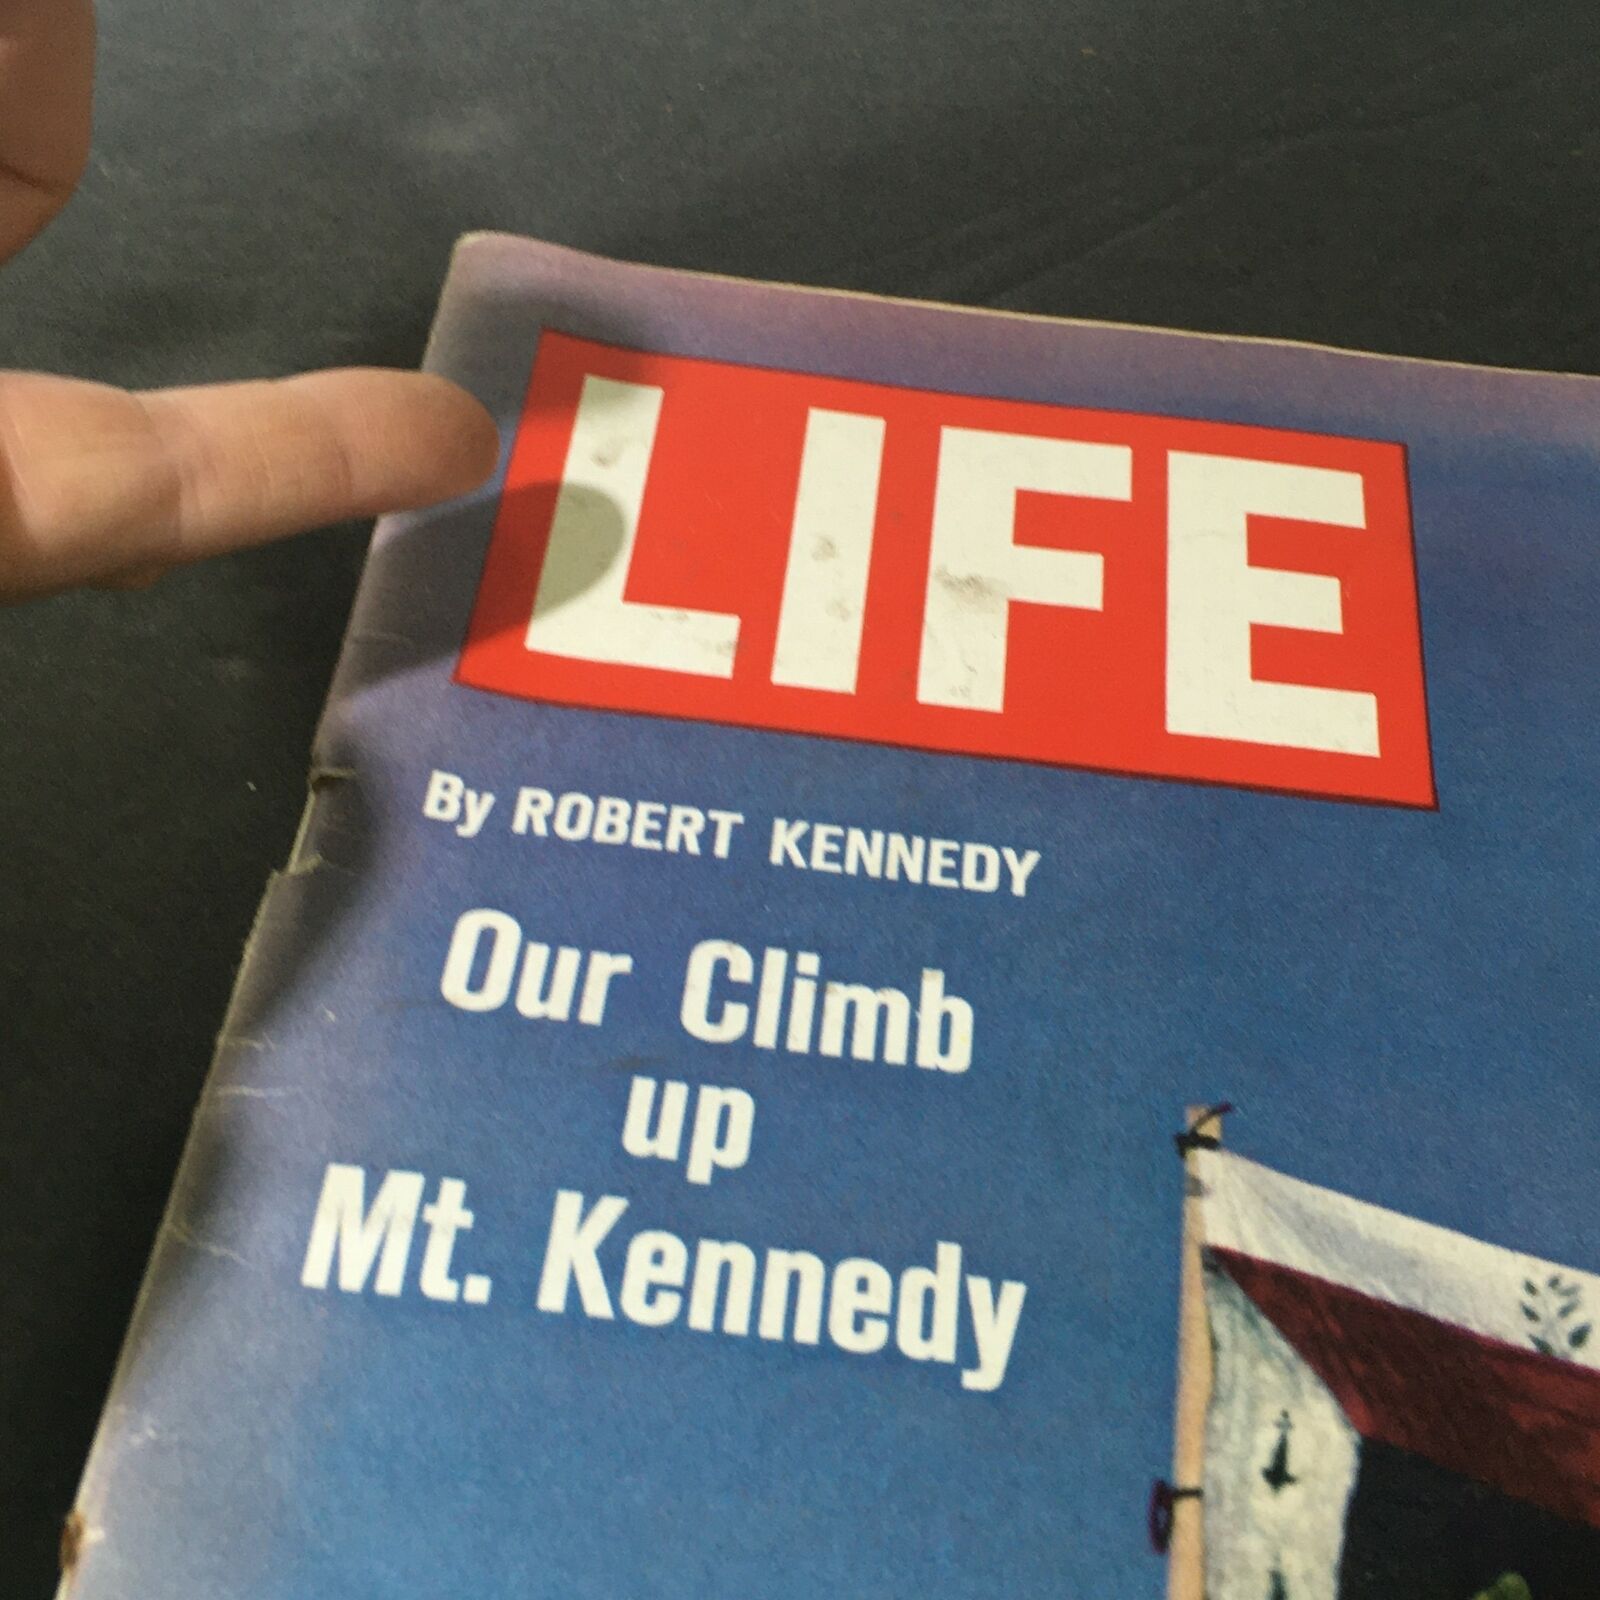 LIFE
By ROBERT KENNEDY
Our Climb
up
Mt. Kennedy